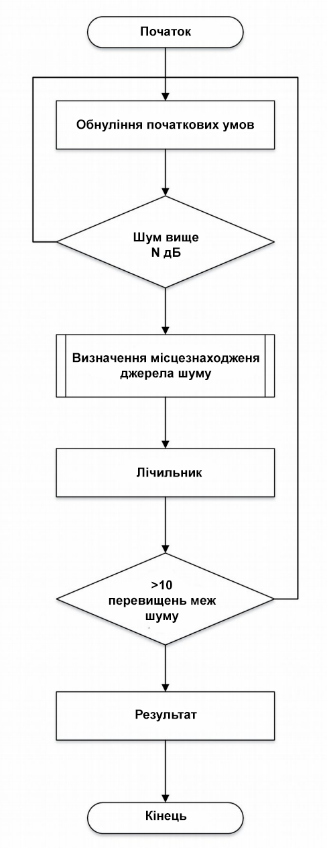 Початок
Обнуління початкових умов
Шум вище
N дБ
Визначення місцезнаходженя
джерела шуму
Лічильник
>10
перевищень меж
шуму
Результат
Кінець